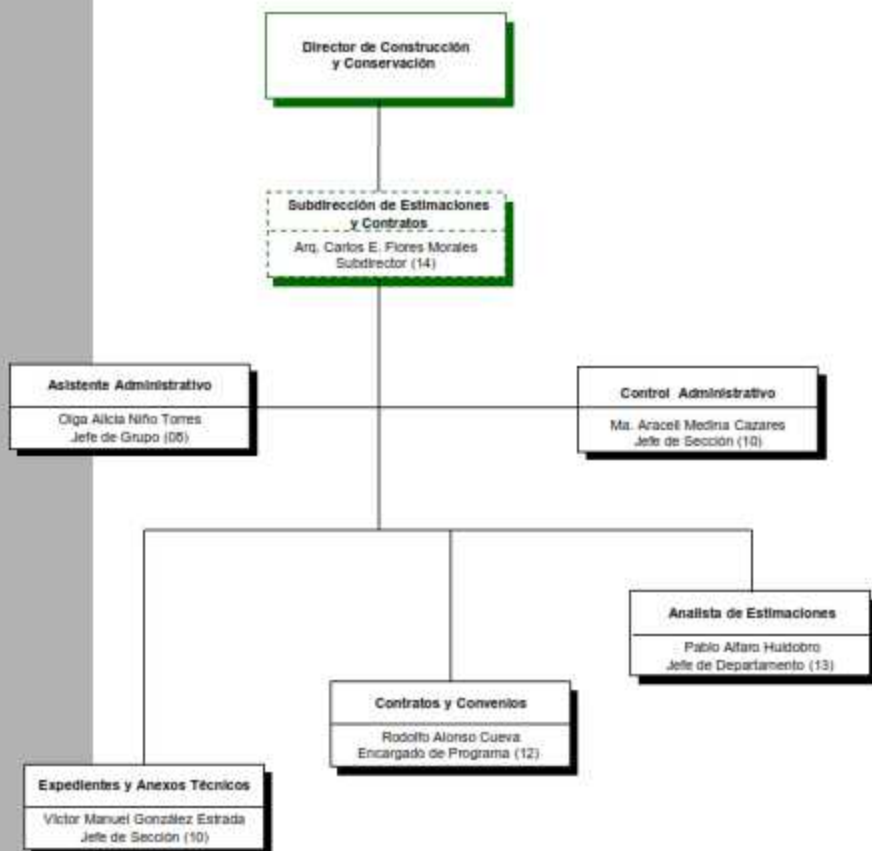 Director de Construcción
y Conservación
Subdirección de Estimaciones
y Contratos
Arq. Carlos E. Flores Morales
Subdirector (14)
Asistente Administrativo
Olga Alicia Niño Torres
Jefe de Grupo (08)
Control Administrativo
Ma. Araceli Medina Cazares
Jefe de Sección (10)
Analista de Estimaciones
Pablo Alfaro Huidobro
Jefe de Departamento (13)
Contratos y Convenios
Rodolfo Alonso Cueva
Encargado de Programa (12)
Expedientes y Anexos Técnicos
Víctor Manuel González Estrada
Jefe de Sección (10)